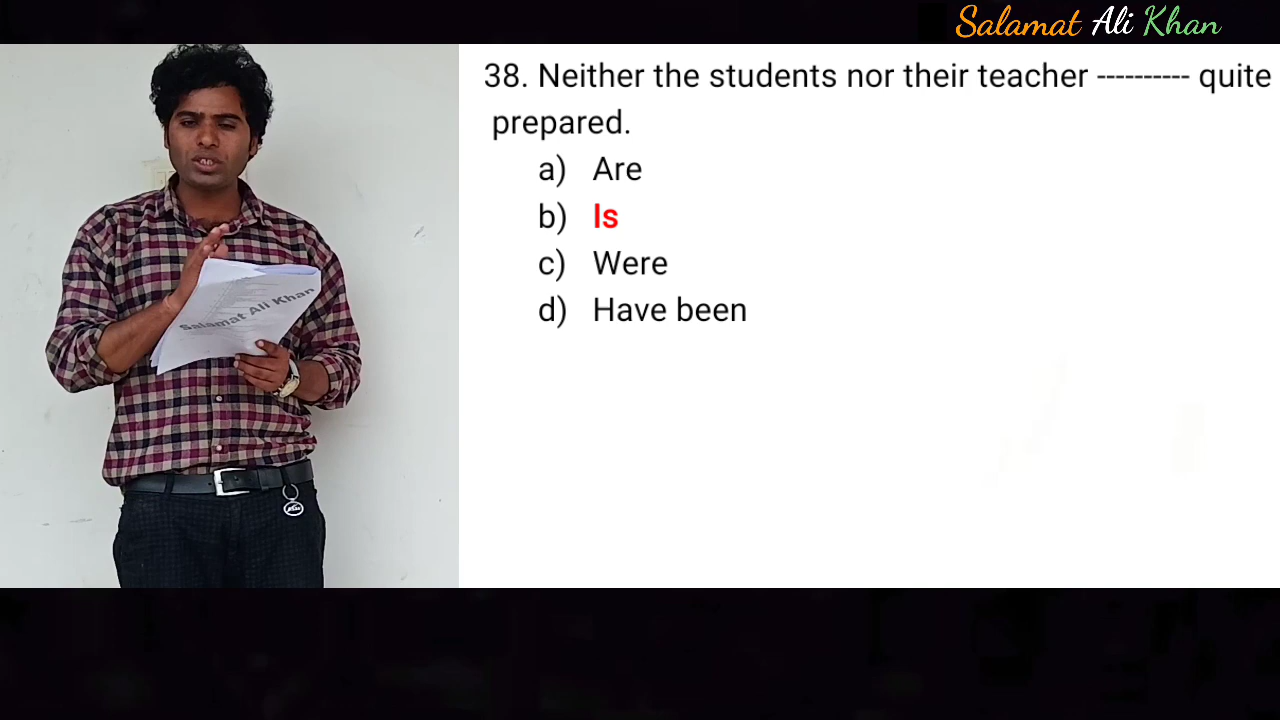 Salamat Ali Khan
38. Neither the students nor their teacher ---------- quite
prepared.
a) Are
b) Is
c) Were
d) Have been
Salamat Ali Khan